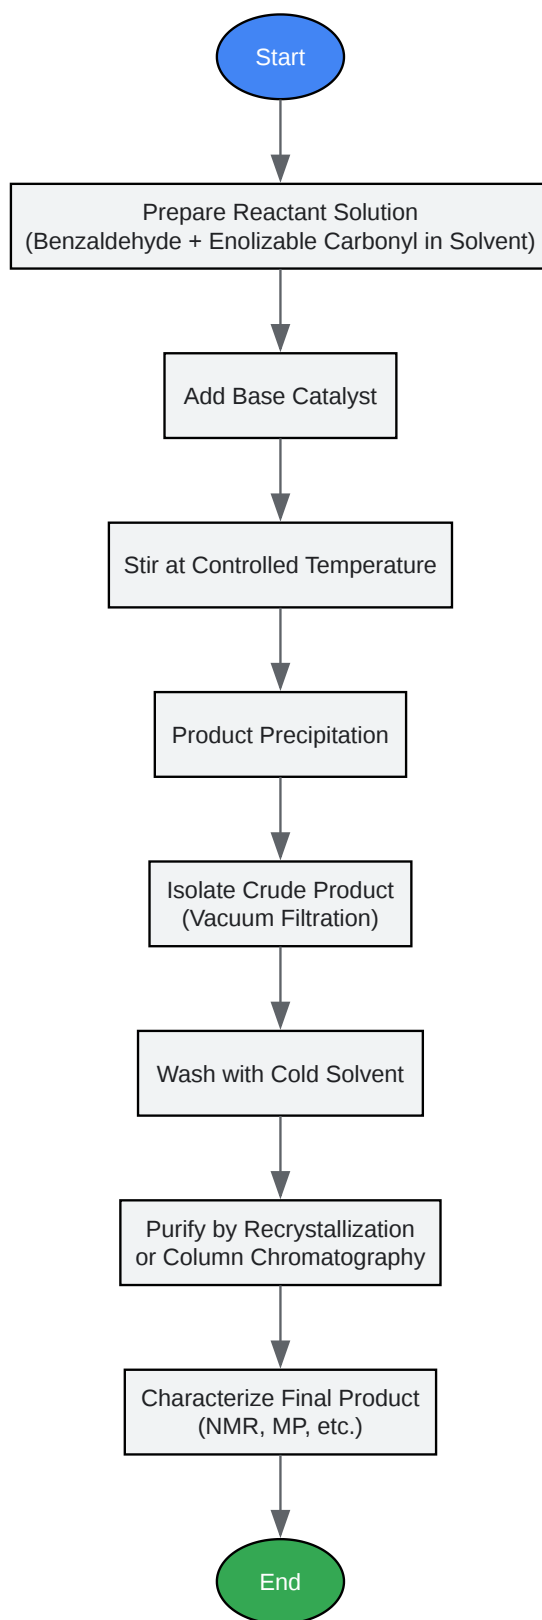 Start
Prepare Reactant Solution
(Benzaldehyde + Enolizable Carbonyl in Solvent)
Add Base Catalyst
Stir at Controlled Temperature
Product Precipitation
Isolate Crude Product
(Vacuum Filtration)
Wash with Cold Solvent
Purify by Recrystallization
or Column Chromatography
Characterize Final Product
(NMR, MP, etc.)
End